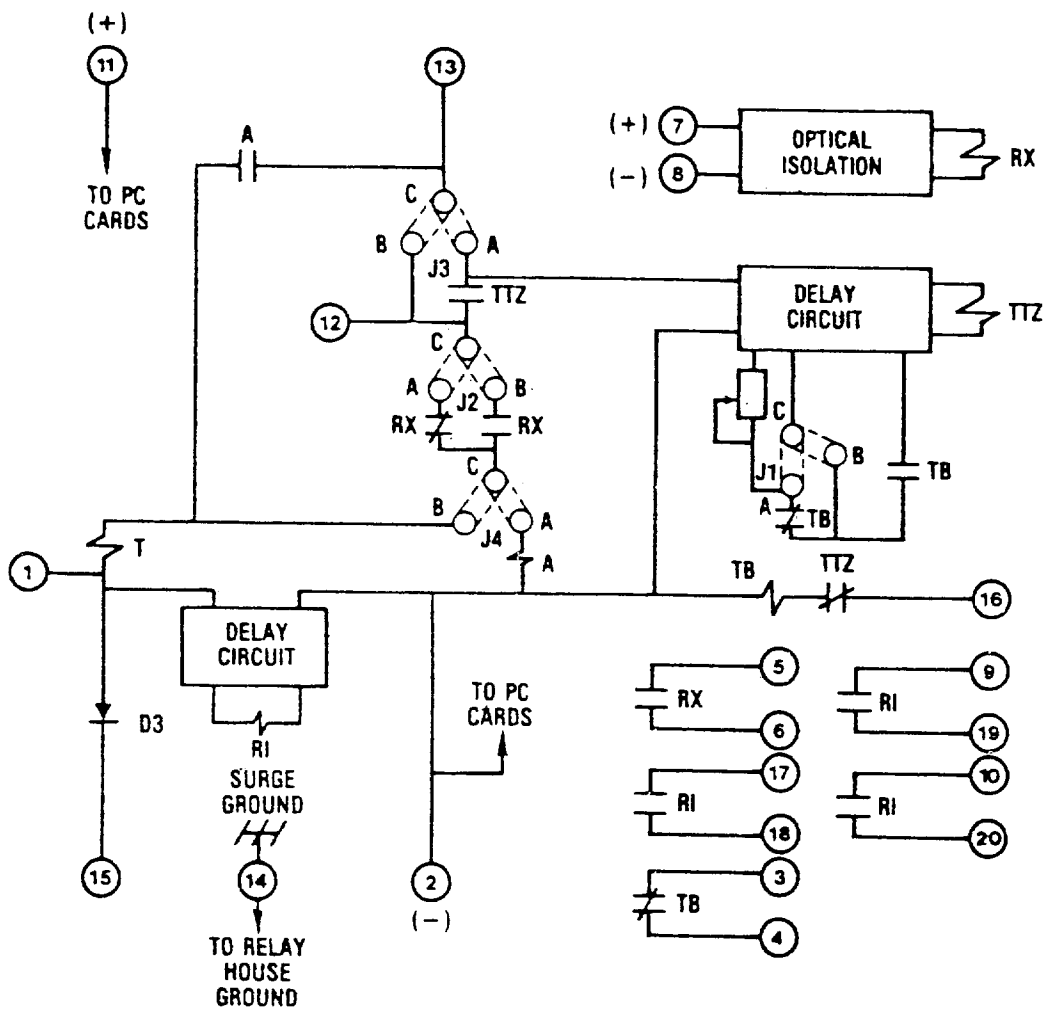 (+)
11
TO PC
CARDS
13
A
C
B
A
J3
TTZ
12
C
A
B
J2
RX
RX
C
B
A
J4
A
T
1
(+)
7
(-)
8
OPTICAL
ISOLATION
RX
DELAY
CIRCUIT
TTZ
C
B
J1
A
TB
TB
TB
TTZ
16
DELAY
CIRCUIT
RI
D3
15
SURGE
GROUND
14
TO RELAY
HOUSE
GROUND
TO PC
CARDS
2
(-)
5
RX
6
17
RI
18
3
TB
4
9
RI
19
10
RI
20